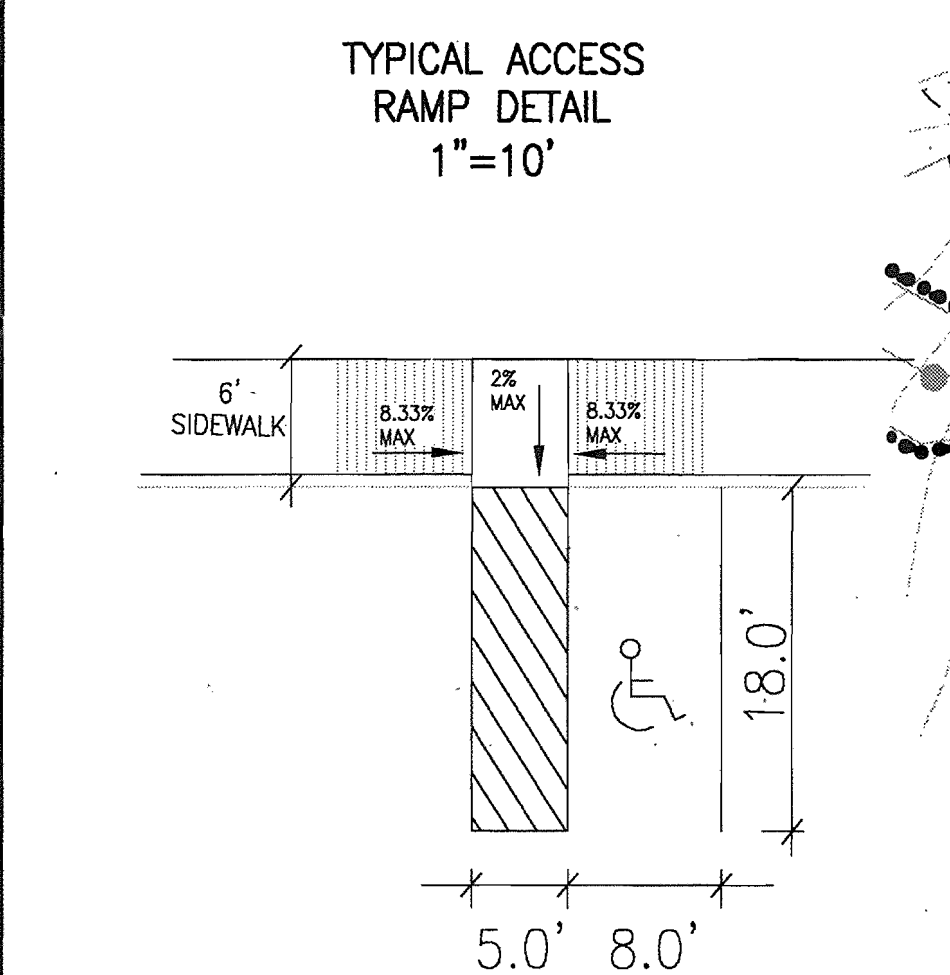 TYPICAL ACCESS
RAMP DETAIL
1"=10'
6'
SIDEWALK
8.33%
MAX
2%
MAX
8.33%
MAX
18.0'
5.0' 8.0'